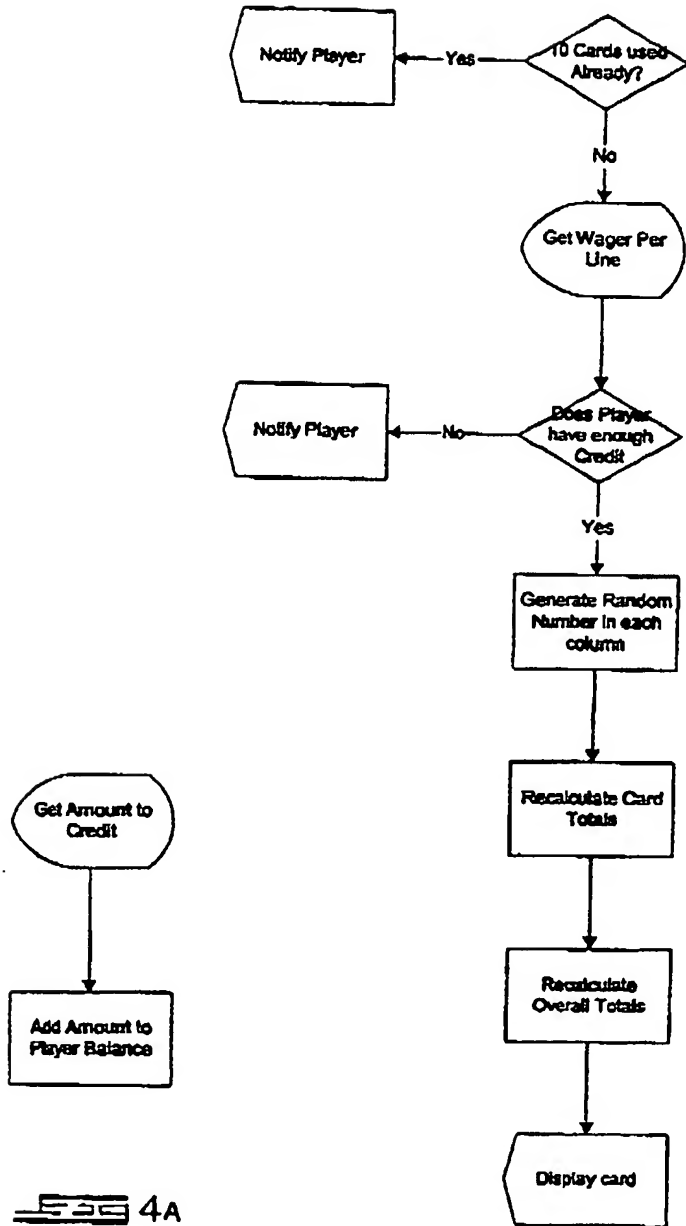 10 Cards used
Already?
Yes
Notify Player
No
Get Wager Per
Line
Does Player
have enough
Credit
No
Notify Player
Yes
Generate Random
Number in each
column
Recalculate Card
Totals
Recalculate
Overall Totals
Display card
Get Amount to
Credit
Add Amount to
Player Balance
4A